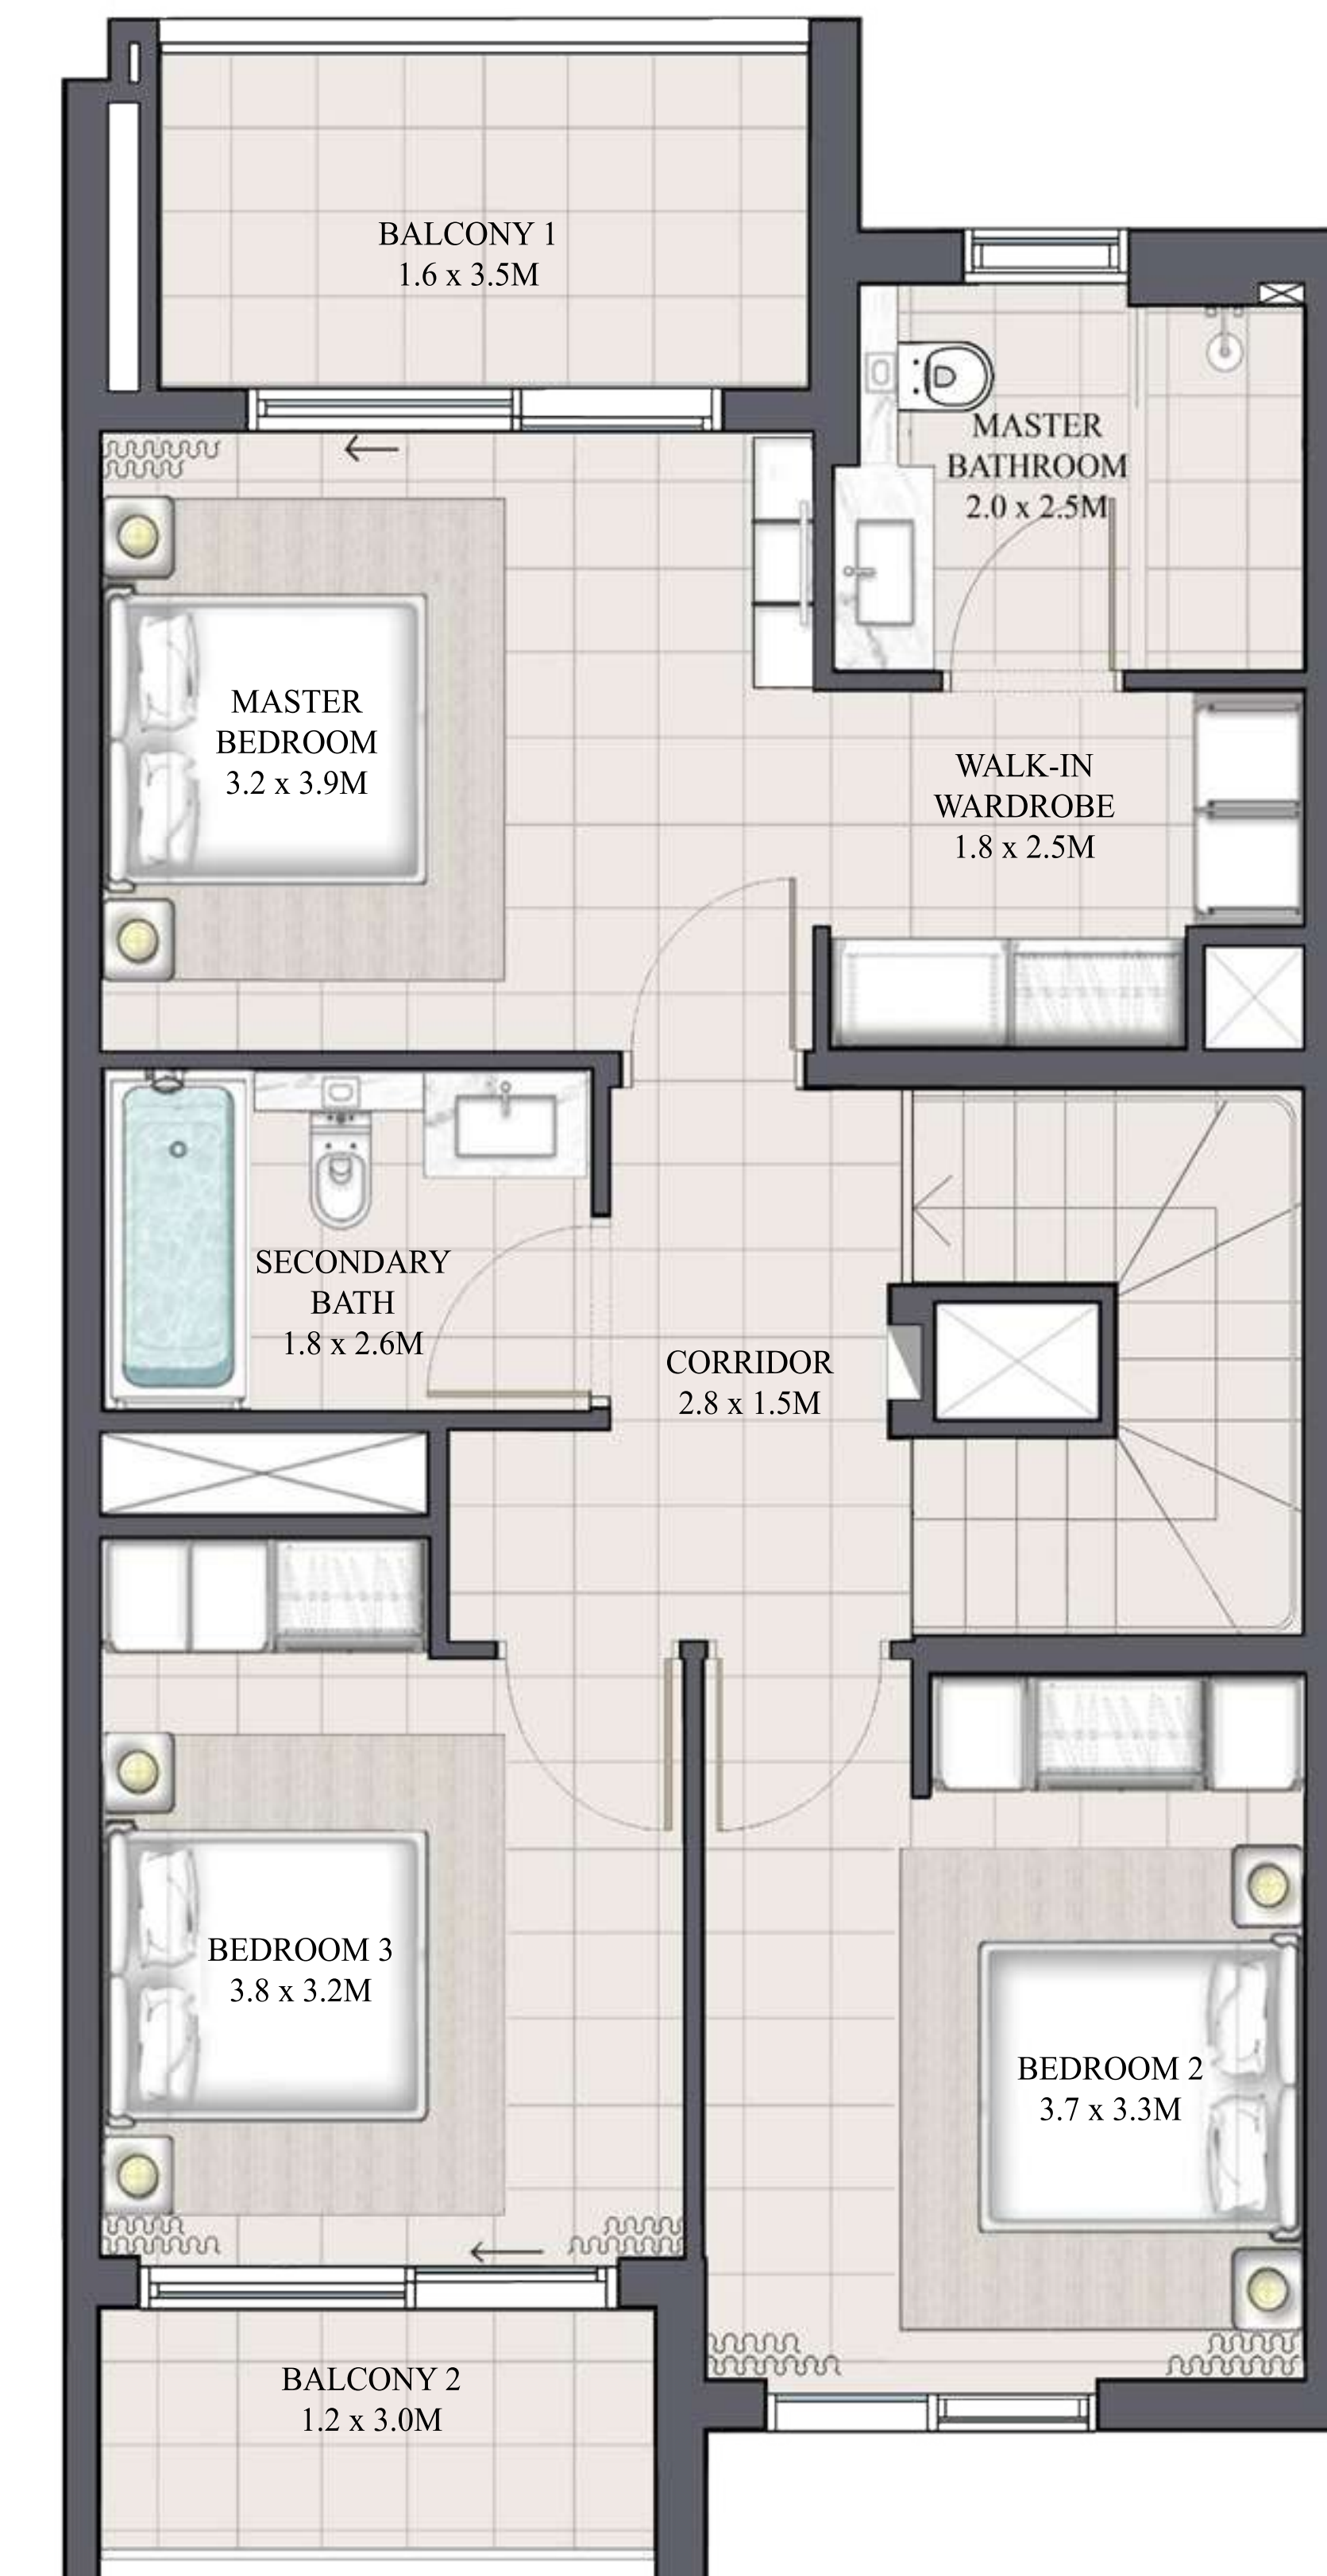 BALCONY 1
1.6 x 3.5M
MASTER
BATHROOM
2.0 x 2.5M
MASTER
BEDROOM
3.2 x 3.9M
WALK-IN
WARDROBE
1.8 x 2.5M
SECONDARY
BATH
1.8 x 2.6M
CORRIDOR
2.8 x 1.5M
BEDROOM 3
3.8 x 3.2M
BEDROOM 2
3.7 x 3.3M
BALCONY 2
1.2 x 3.0M